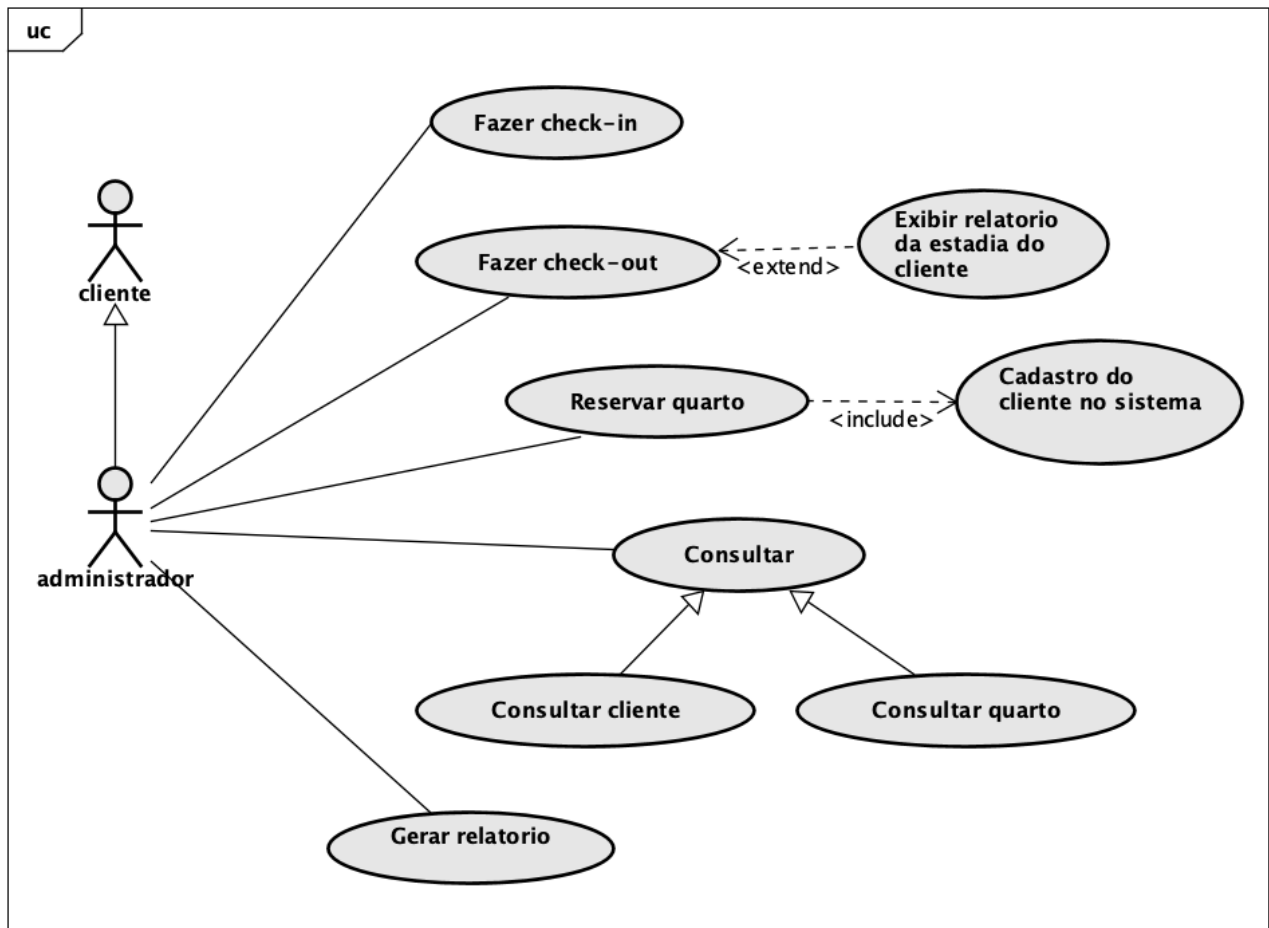 uc
Fazer check-in
cliente
Fazer check-out
<extend>
Exibir relatorio
da estadia do
cliente
Reservar quarto
<include>
Cadastro do
cliente no sistema
administrador
Consultar
Consultar cliente
Consultar quarto
Gerar relatorio